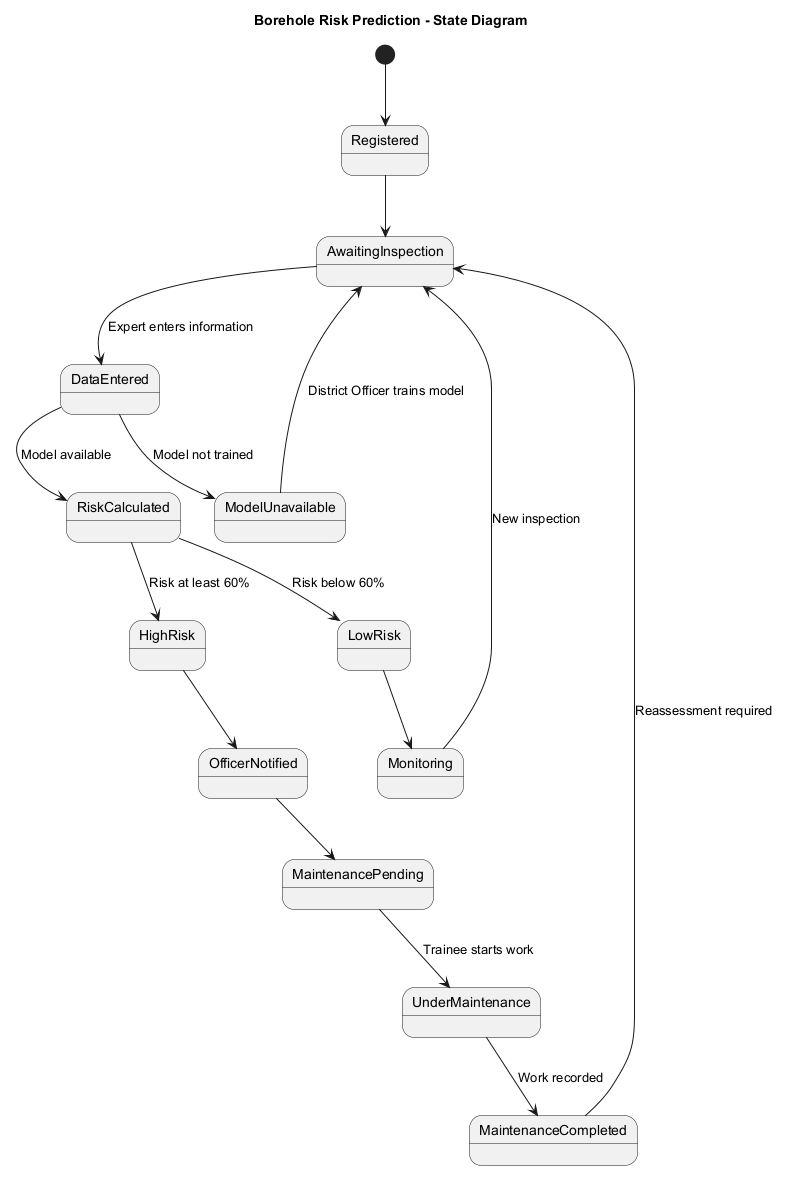 Borehole Risk Prediction - State Diagram
Registered
AwaitingInspection
Expert enters information
DataEntered
District Officer trains model
Model available
Model not trained
RiskCalculated
ModelUnavailable
New inspection
Risk at least 60%
Risk below 60%
HighRisk
LowRisk
Reassessment required
OfficerNotified
Monitoring
MaintenancePending
Trainee starts work
UnderMaintenance
Work recorded
MaintenanceCompleted